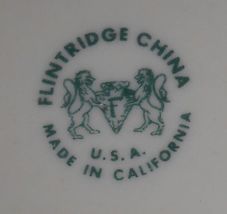 FLINTRIDGE CHINA
F
U.S.A.
MADE IN CALIFORNIA